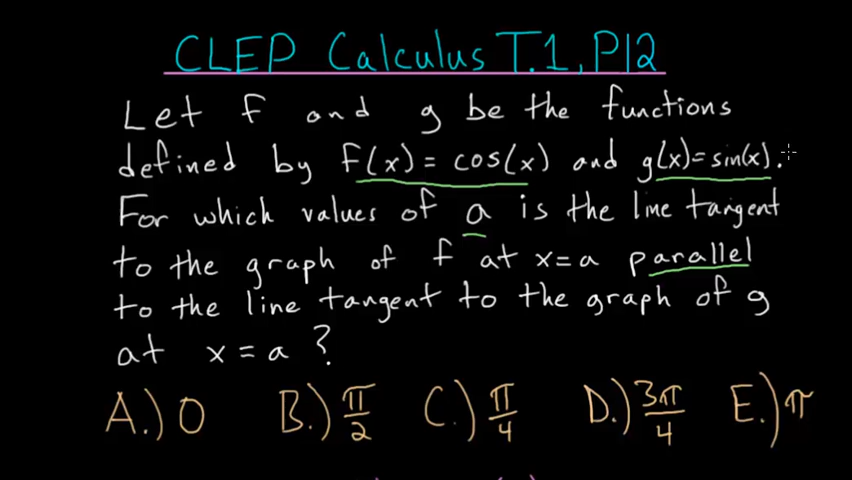 CLEP Calculus T.1, P12
Let f and g be the functions
defined by f(x) = cos(x) and g(x)=sin(x).
For which values of a is the line tangent
to the graph of f at x=a parallel
to the line tangent to the graph of g
at x = a ?
A.) 0 B.) π/2 C.) π/4 D.) 3π/4 E.) π